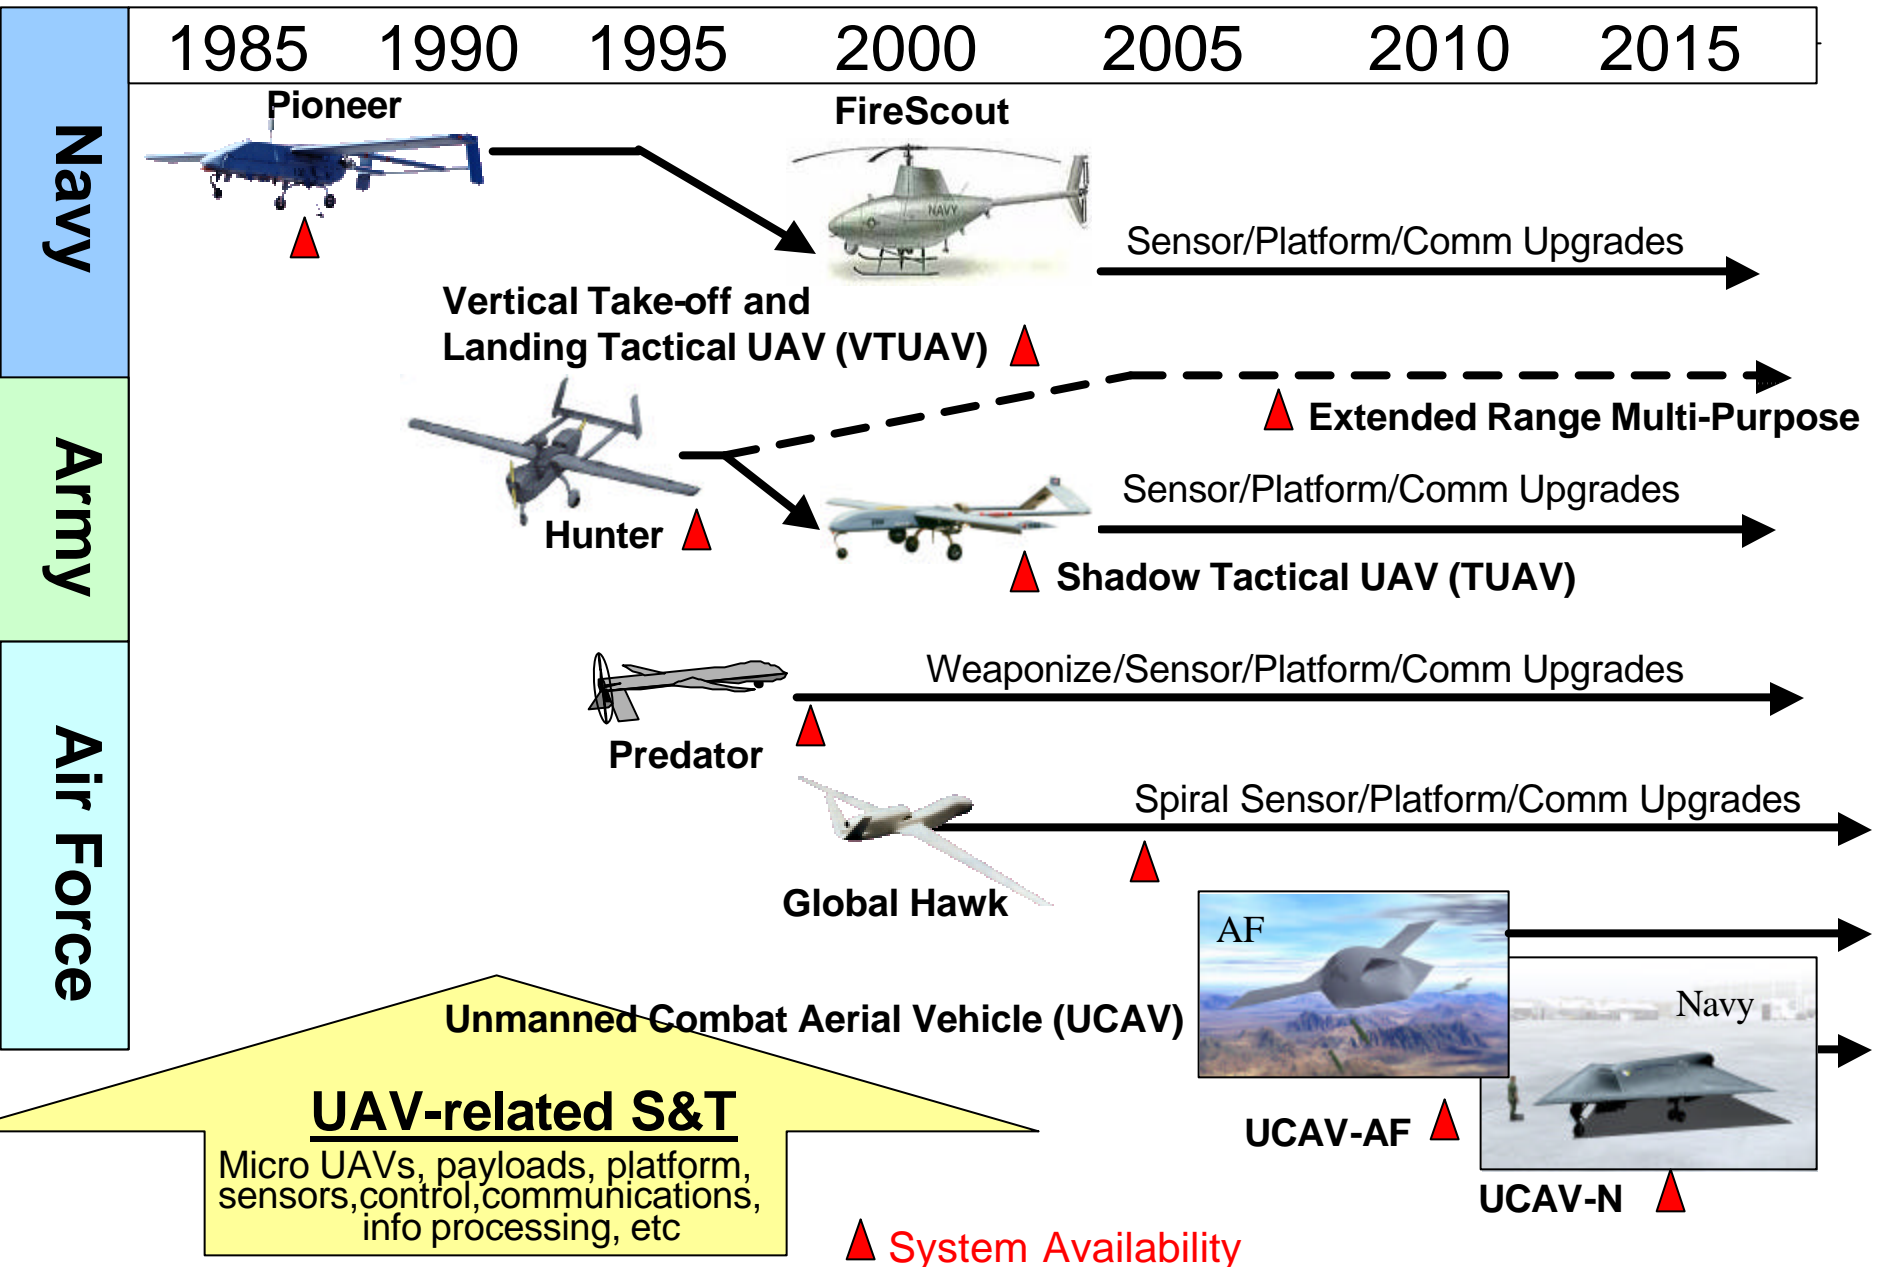 1985 1990 1995 2000 2005 2010 2015
Navy
Pioneer
FireScout
NAVY
Sensor/Platform/Comm Upgrades
Vertical Take-off and
Landing Tactical UAV (VTUAV)
Army
Extended Range Multi-Purpose
Hunter
Sensor/Platform/Comm Upgrades
Shadow Tactical UAV (TUAV)
Air Force
Weaponize/Sensor/Platform/Comm Upgrades
Predator
Spiral Sensor/Platform/Comm Upgrades
Global Hawk
AF
Navy
Unmanned Combat Aerial Vehicle (UCAV)
UCAV-AF
UCAV-N
UAV-related S&T
Micro UAVs, payloads, platform,
sensors,control,communications,
info processing, etc
System Availability